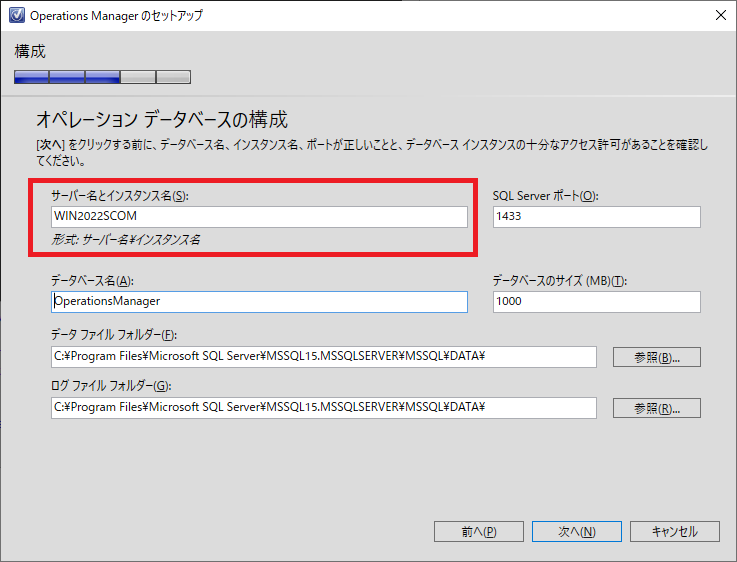 Operations Manager のセットアップ
構成
オペレーション データベースの構成
[次へ] をクリックする前に、データベース名、インスタンス名、ポートが正しいことと、データベース インスタンスの十分なアクセス許可があることを確認し
てください。
サーバー名とインスタンス名(S):
SQL Server ポート(O):
WIN2022SCOM
1433
形式: サーバー名¥インスタンス名
データベース名(A):
データベースのサイズ (MB)(T):
OperationsManager
1000
データ ファイル フォルダー(F):
C:¥Program Files¥Microsoft SQL Server¥MSSQL15.MSSQLSERVER¥MSSQL¥DATA¥
参照(B)...
ログ ファイル フォルダー(G):
C:¥Program Files¥Microsoft SQL Server¥MSSQL15.MSSQLSERVER¥MSSQL¥DATA¥
参照(R)...
前へ(P)
次へ(N)
キャンセル